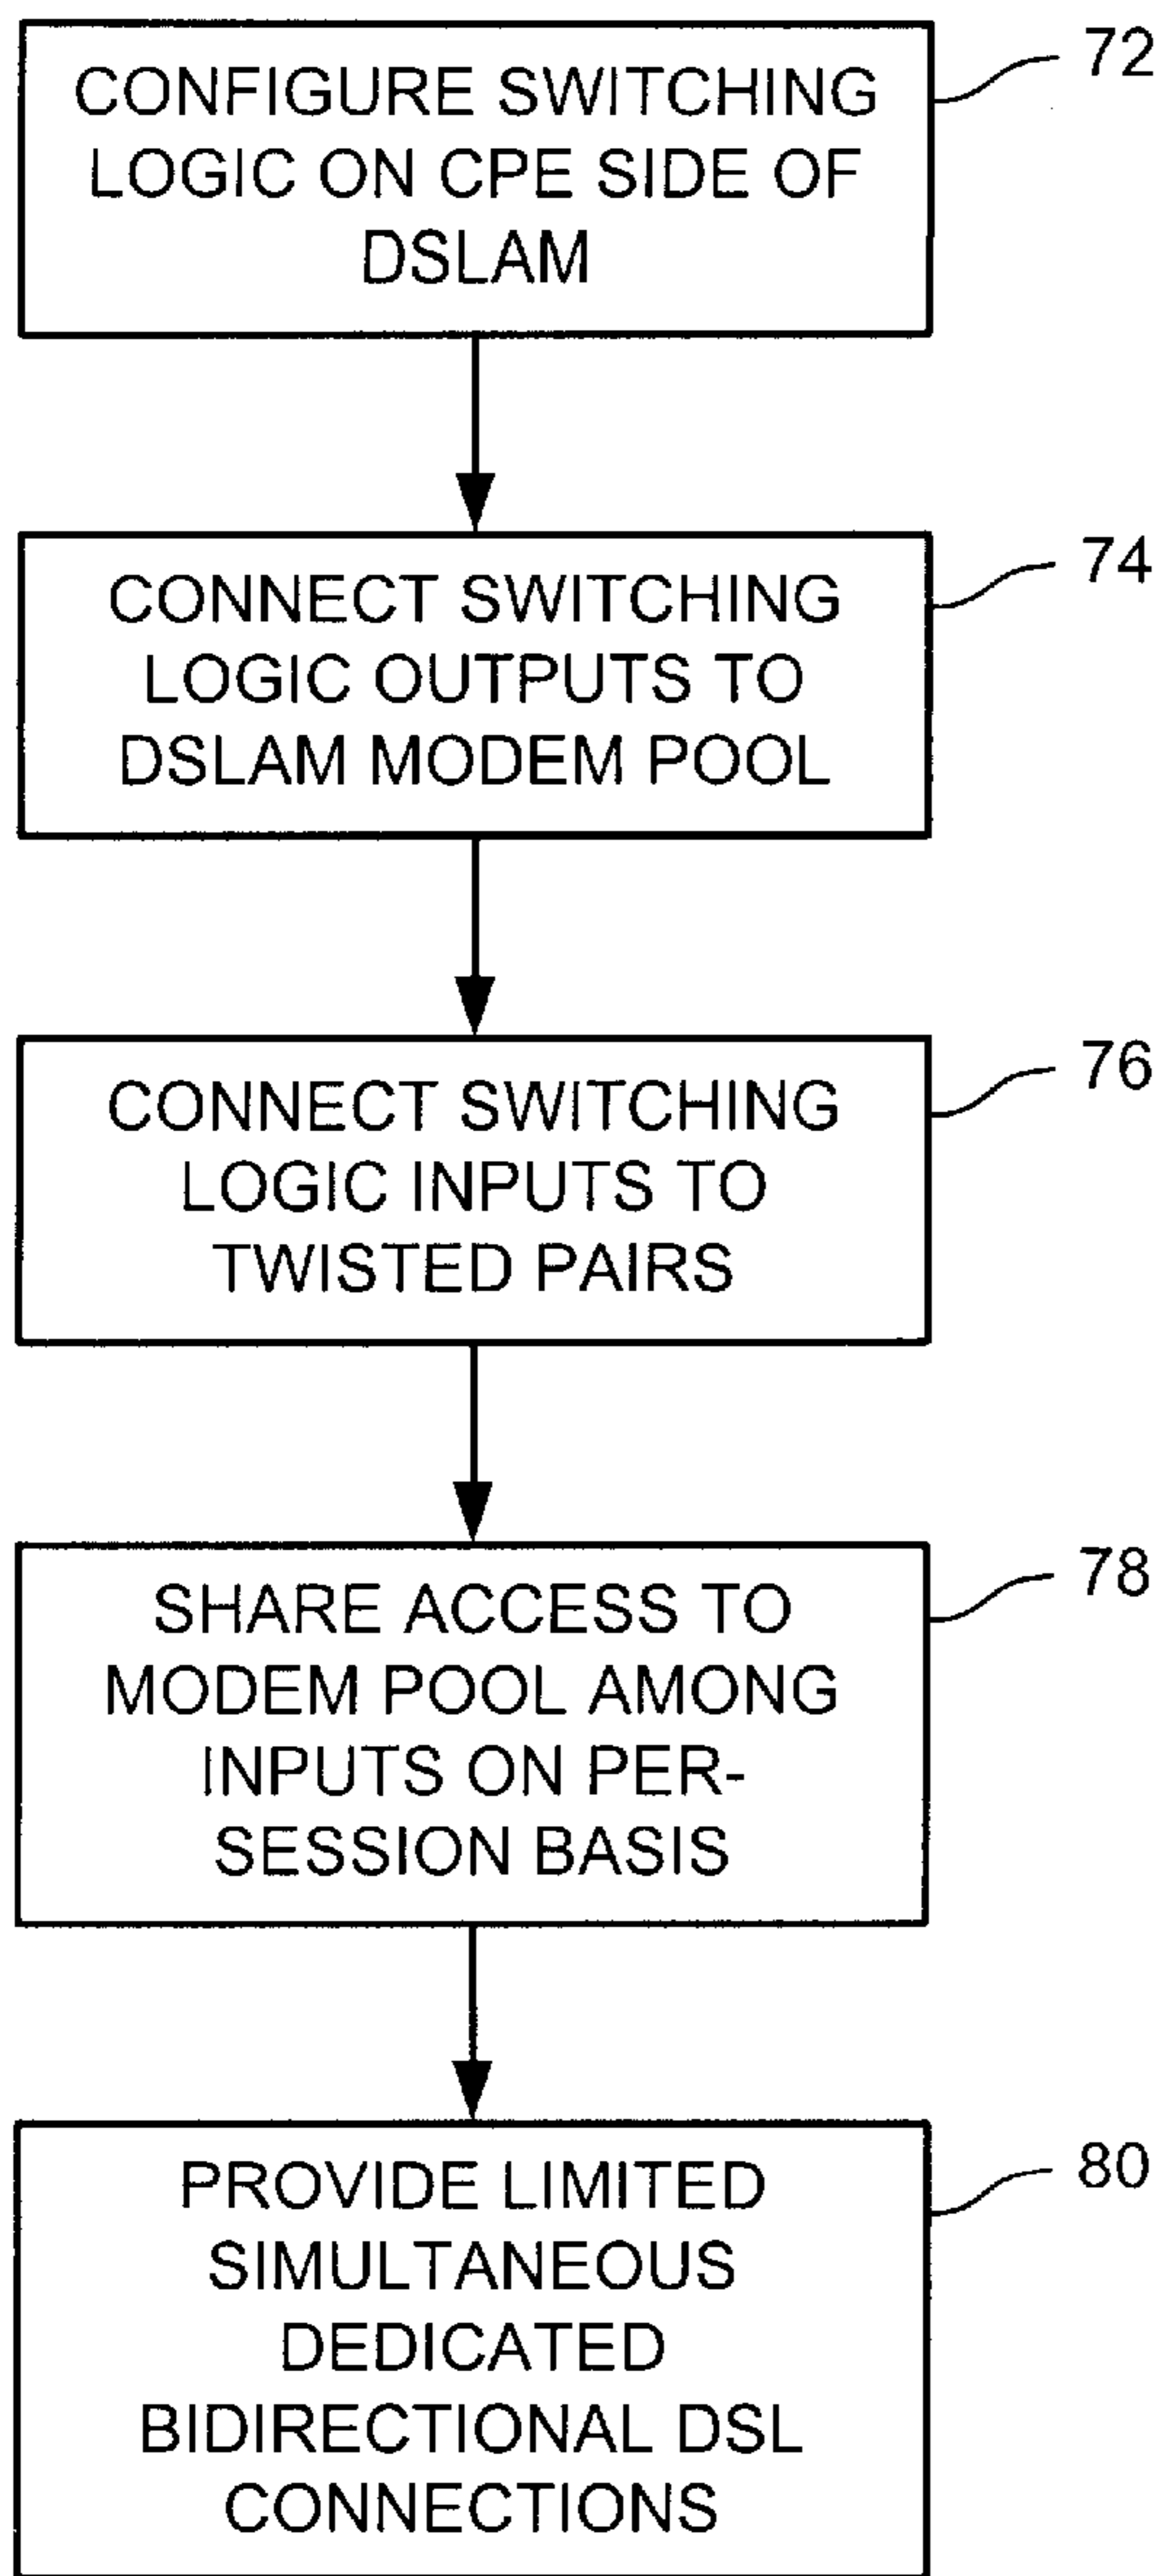 CONFIGURE SWITCHING
LOGIC ON CPE SIDE OF
DSLAM
72
CONNECT SWITCHING
LOGIC OUTPUTS TO
DSLAM MODEM POOL
74
CONNECT SWITCHING
LOGIC INPUTS TO
TWISTED PAIRS
76
SHARE ACCESS TO
MODEM POOL AMONG
INPUTS ON PER-
SESSION BASIS
78
PROVIDE LIMITED
SIMULTANEOUS
DEDICATED
BIDIRECTIONAL DSL
CONNECTIONS
80